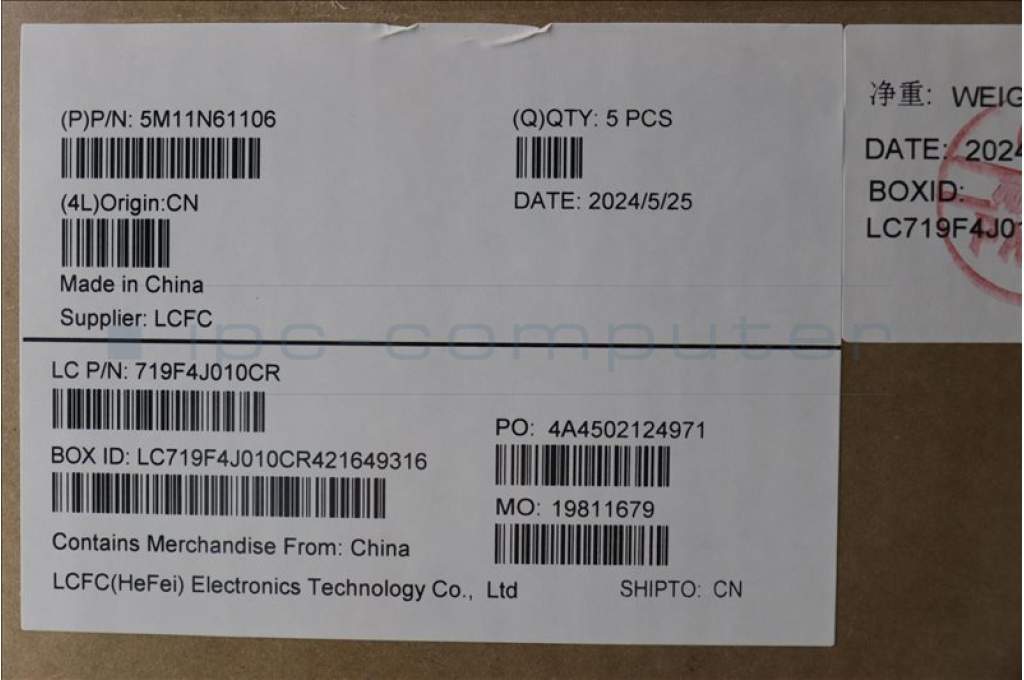 (P)P/N: 5M11N61106
(Q)QTY: 5 PCS
(4L)Origin:CN
DATE: 2024/5/25
Made in China
Supplier: LCFC
ipc-computer
LC P/N: 719F4J010CR
PO: 4A4502124971
BOX ID: LC719F4J010CR421649316
MO: 19811679
Contains Merchandise From: China
LCFC(HeFei) Electronics Technology Co., Ltd
SHIPTO: CN
净重: WEIG
DATE: 2024
BOXID:
LC719F4J01